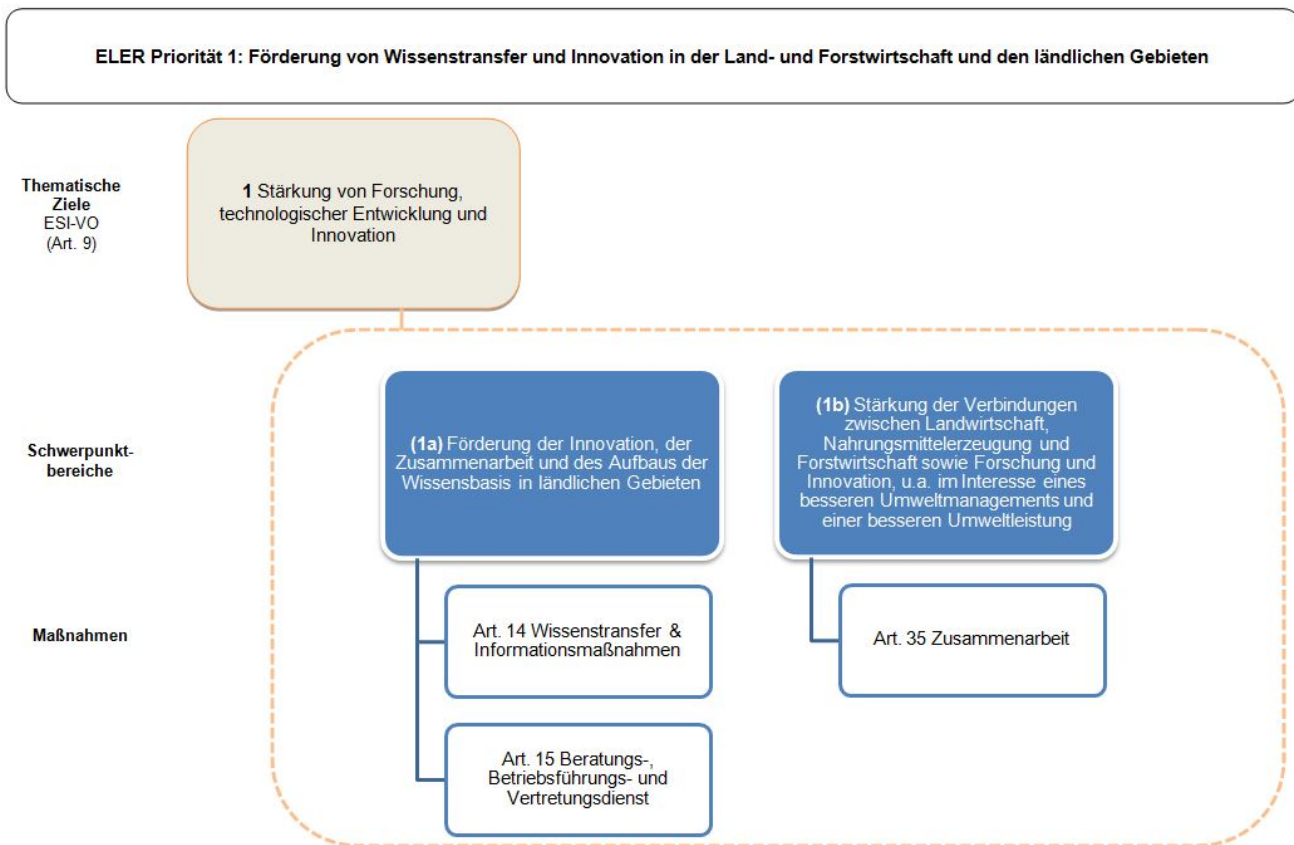 ELER Priorität 1: Förderung von Wissenstransfer und Innovation in der Land- und Forstwirtschaft und den ländlichen Gebieten
Thematische
Ziele
ESI-VO
(Art. 9)
1 Stärkung von Forschung,
technologischer Entwicklung und
Innovation
Schwerpunkt-
bereiche
(1a) Förderung der Innovation, der
Zusammenarbeit und des Aufbaus der
Wissensbasis in ländlichen Gebieten
(1b) Stärkung der Verbindungen
zwischen Landwirtschaft,
Nahrungsmittelerzeugung und
Forstwirtschaft sowie Forschung und
Innovation, u.a. im Interesse eines
besseren Umweltmanagements und
einer besseren Umweltleistung
Maßnahmen
Art. 14 Wissenstransfer &
Informationsmaßnahmen
Art. 35 Zusammenarbeit
Art. 15 Beratungs-,
Betriebsführungs- und
Vertretungsdienst